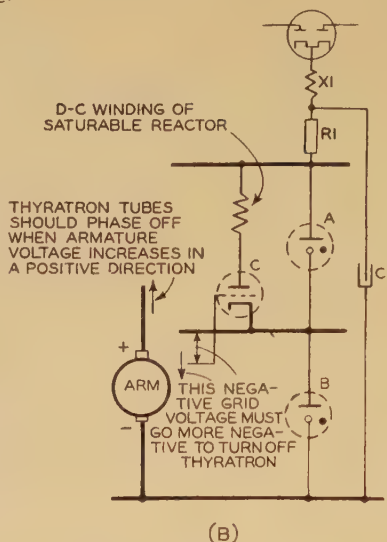 X1
D-C WINDING OF
SATURABLE REACTOR
R1
THYRATRON TUBES
SHOULD PHASE OFF
WHEN ARMATURE
VOLTAGE INCREASES IN
A POSITIVE DIRECTION
A
C
C
+
ARM
-
THIS NEGA-
TIVE GRID
VOLTAGE MUST
GO MORE NEGA-
TIVE TO TURN OFF
THYRATRON
B
(B)